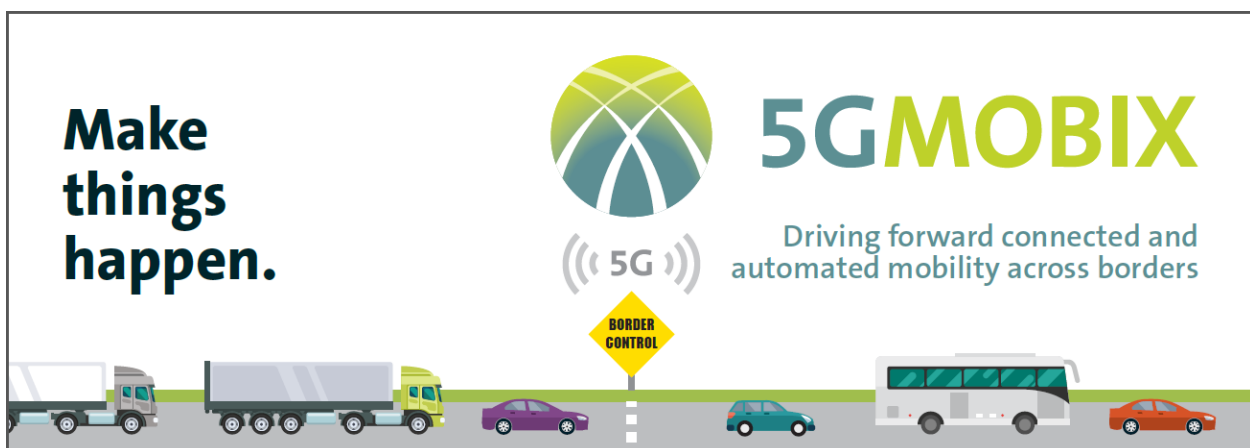 Make
things
happen.
5GMOBIX
Driving forward connected and
automated mobility across borders
5G
BORDER
CONTROL